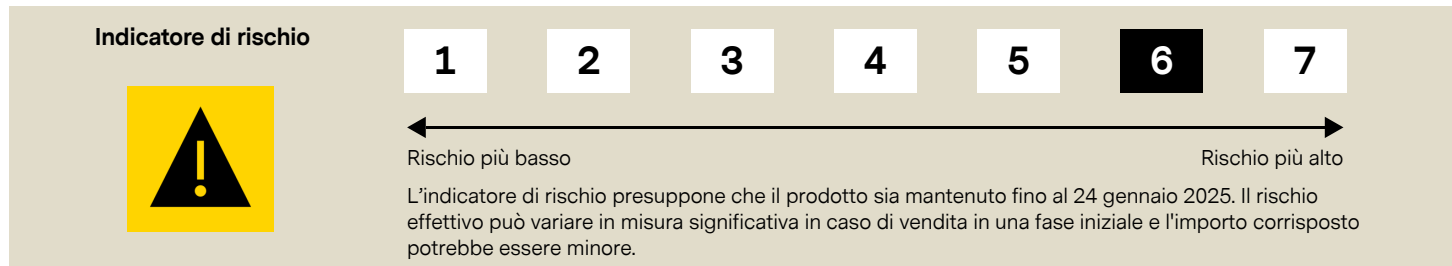 Indicatore di rischio
1 2 3 4 5 6 7
Rischio più basso Rischio più alto
L’indicatore di rischio presuppone che il prodotto sia mantenuto fino al 24 gennaio 2025. Il rischio
effettivo può variare in misura significativa in caso di vendita in una fase iniziale e l'importo corrisposto
potrebbe essere minore.